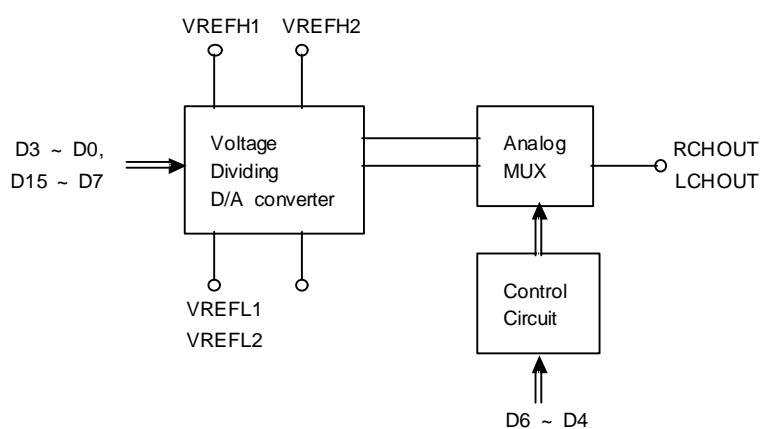 VREFH1 VREFH2
D3 ~ D0,
D15 ~ D7
Voltage
Dividing
D/A converter
Analog
MUX
RCHOUT
LCHOUT
VREFL1
VREFL2
Control
Circuit
D6 ~ D4